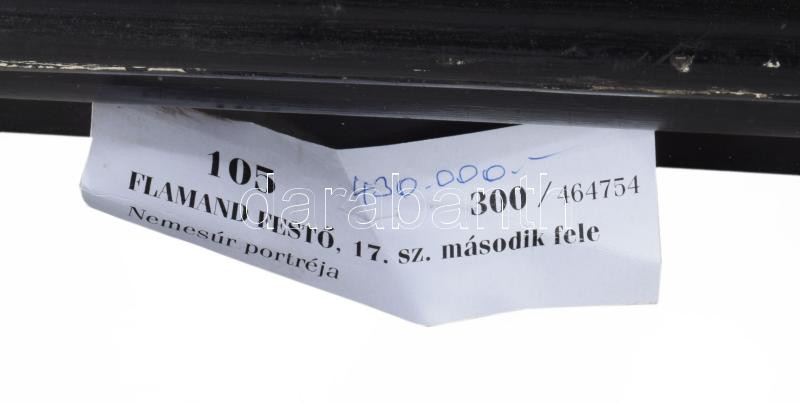 105 430.000.– 300 / 464754
FLAMAND FESTŐ, 17. sz. második fele
Nemesúr portréja
darabanth